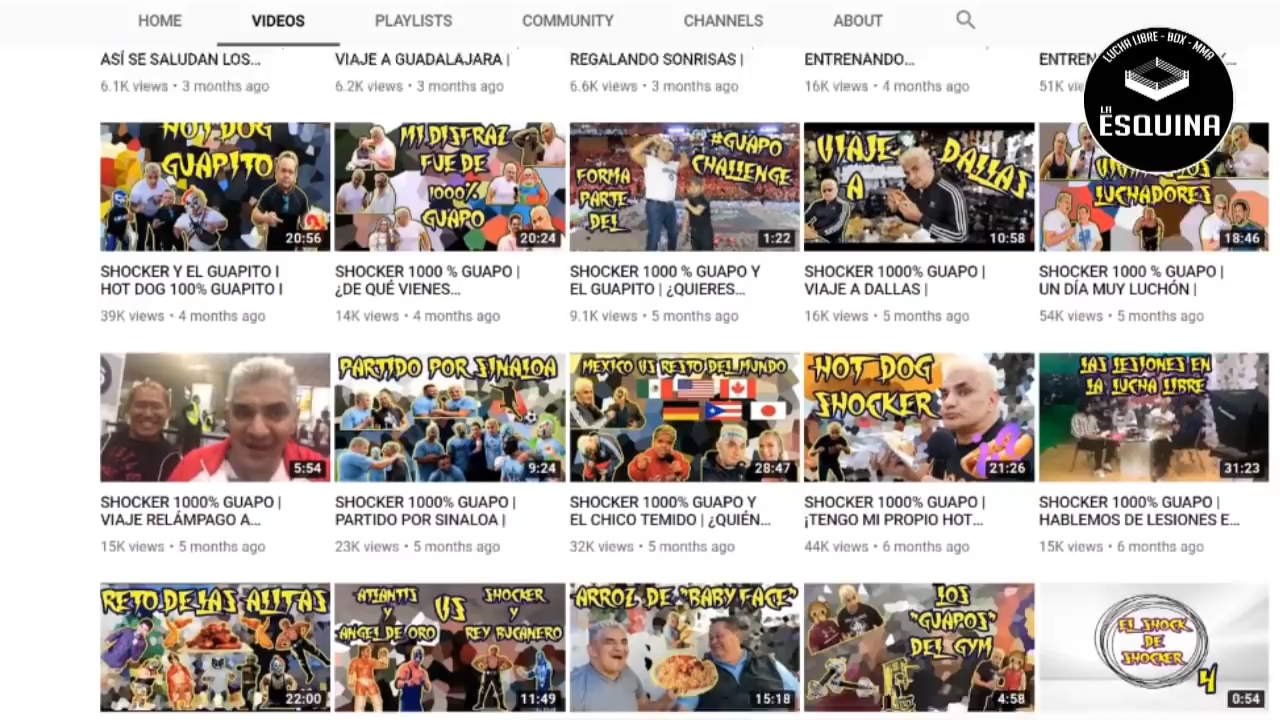 HOME VIDEOS PLAYLISTS COMMUNITY CHANNELS ABOUT
LUCHA LIBRE - BOX - MMA
LA
ESQUINA
ASÍ SE SALUDAN LOS...
6.1K views • 3 months ago
VIAJE A GUADALAJARA |
6.2K views • 3 months ago
REGALANDO SONRISAS |
6.6K views • 3 months ago
ENTRENANDO...
16K views • 4 months ago
HOT DOG
GUAPITO
20:56
SHOCKER Y EL GUAPITO I
HOT DOG 100% GUAPITO I
39K views • 4 months ago
MI DISFRAZ
FUE DE
1000%
GUAPO
20:24
SHOCKER 1000 % GUAPO |
¿DE QUÉ VIENES...
14K views • 4 months ago
#GUAPO
CHALLENGE
FORMA
PARTE
DEL
1:22
SHOCKER 1000 % GUAPO Y
EL GUAPITO | ¿QUIERES...
9.1K views • 5 months ago
VIAJE
A
DALLAS
10:58
SHOCKER 1000% GUAPO |
VIAJE A DALLAS |
16K views • 5 months ago
LUCHADORES
18:46
SHOCKER 1000 % GUAPO |
UN DÍA MUY LUCHÓN |
54K views • 5 months ago
5:54
SHOCKER 1000% GUAPO |
VIAJE RELÁMPAGO A...
15K views • 5 months ago
PARTIDO POR SINALOA
9:24
SHOCKER 1000% GUAPO |
PARTIDO POR SINALOA |
23K views • 5 months ago
MEXICO VS RESTO DEL MUNDO
28:47
SHOCKER 1000% GUAPO Y
EL CHICO TEMIDO | ¿QUIÉN...
32K views • 5 months ago
HOT DOG
SHOCKER
21:26
SHOCKER 1000% GUAPO |
¡TENGO MI PROPIO HOT...
44K views • 6 months ago
LAS LESIONES EN
LA LUCHA LIBRE
31:23
SHOCKER 1000% GUAPO |
HABLEMOS DE LESIONES E...
15K views • 6 months ago
RETO DE LAS ALITAS
22:00
ATLANTIS
Y
ANGEL DE ORO
VS
SHOCKER
Y
REY BUCANERO
11:49
ARROZ DE "BABY FACE"
15:18
LOS
"GUAPOS"
DEL GYM
4:58
EL SHOCK
DE
SHOCKER
4
0:54